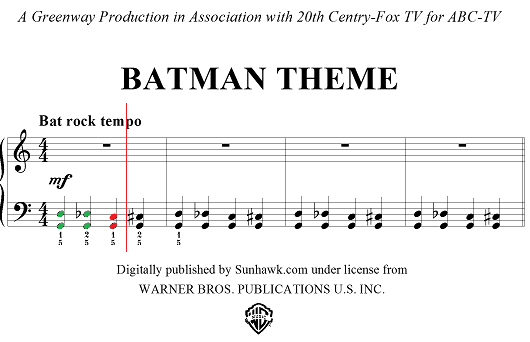 A Greenway Production in Association with 20th Centry-Fox TV for ABC-TV
BATMAN THEME
Bat rock tempo
4 4
mf
4 4
1 2 1 2 1
5 5 5 5 5
Digitally published by Sunhawk.com under license from
WARNER BROS. PUBLICATIONS U.S. INC.